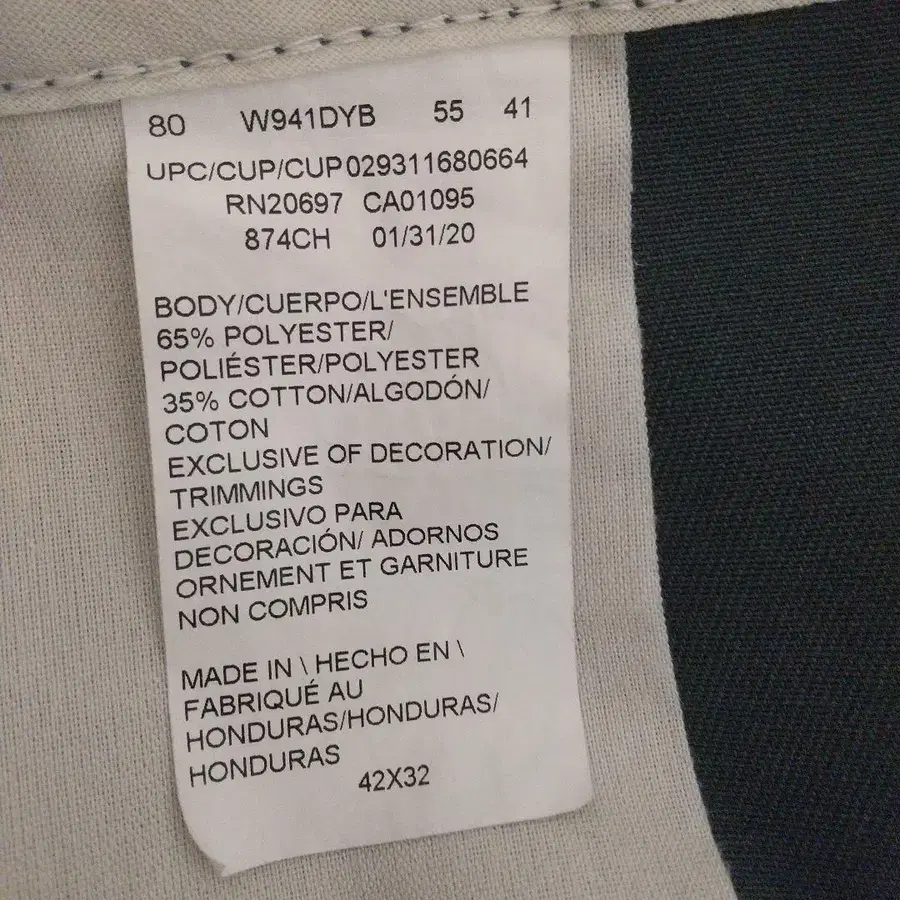 80 W941DYB 55 41
UPC/CUP/CUP029311680664
RN20697 CA01095
874CH 01/31/20
BODY/CUERPO/L'ENSEMBLE
65% POLYESTER/
POLIÉSTER/POLYESTER
35% COTTON/ALGODÓN/
COTON
EXCLUSIVE OF DECORATION/
TRIMMINGS
EXCLUSIVO PARA
DECORACIÓN/ ADORNOS
ORNEMENT ET GARNITURE
NON COMPRIS
MADE IN \ HECHO EN \
FABRIQUÉ AU
HONDURAS/HONDURAS/
HONDURAS
42X32